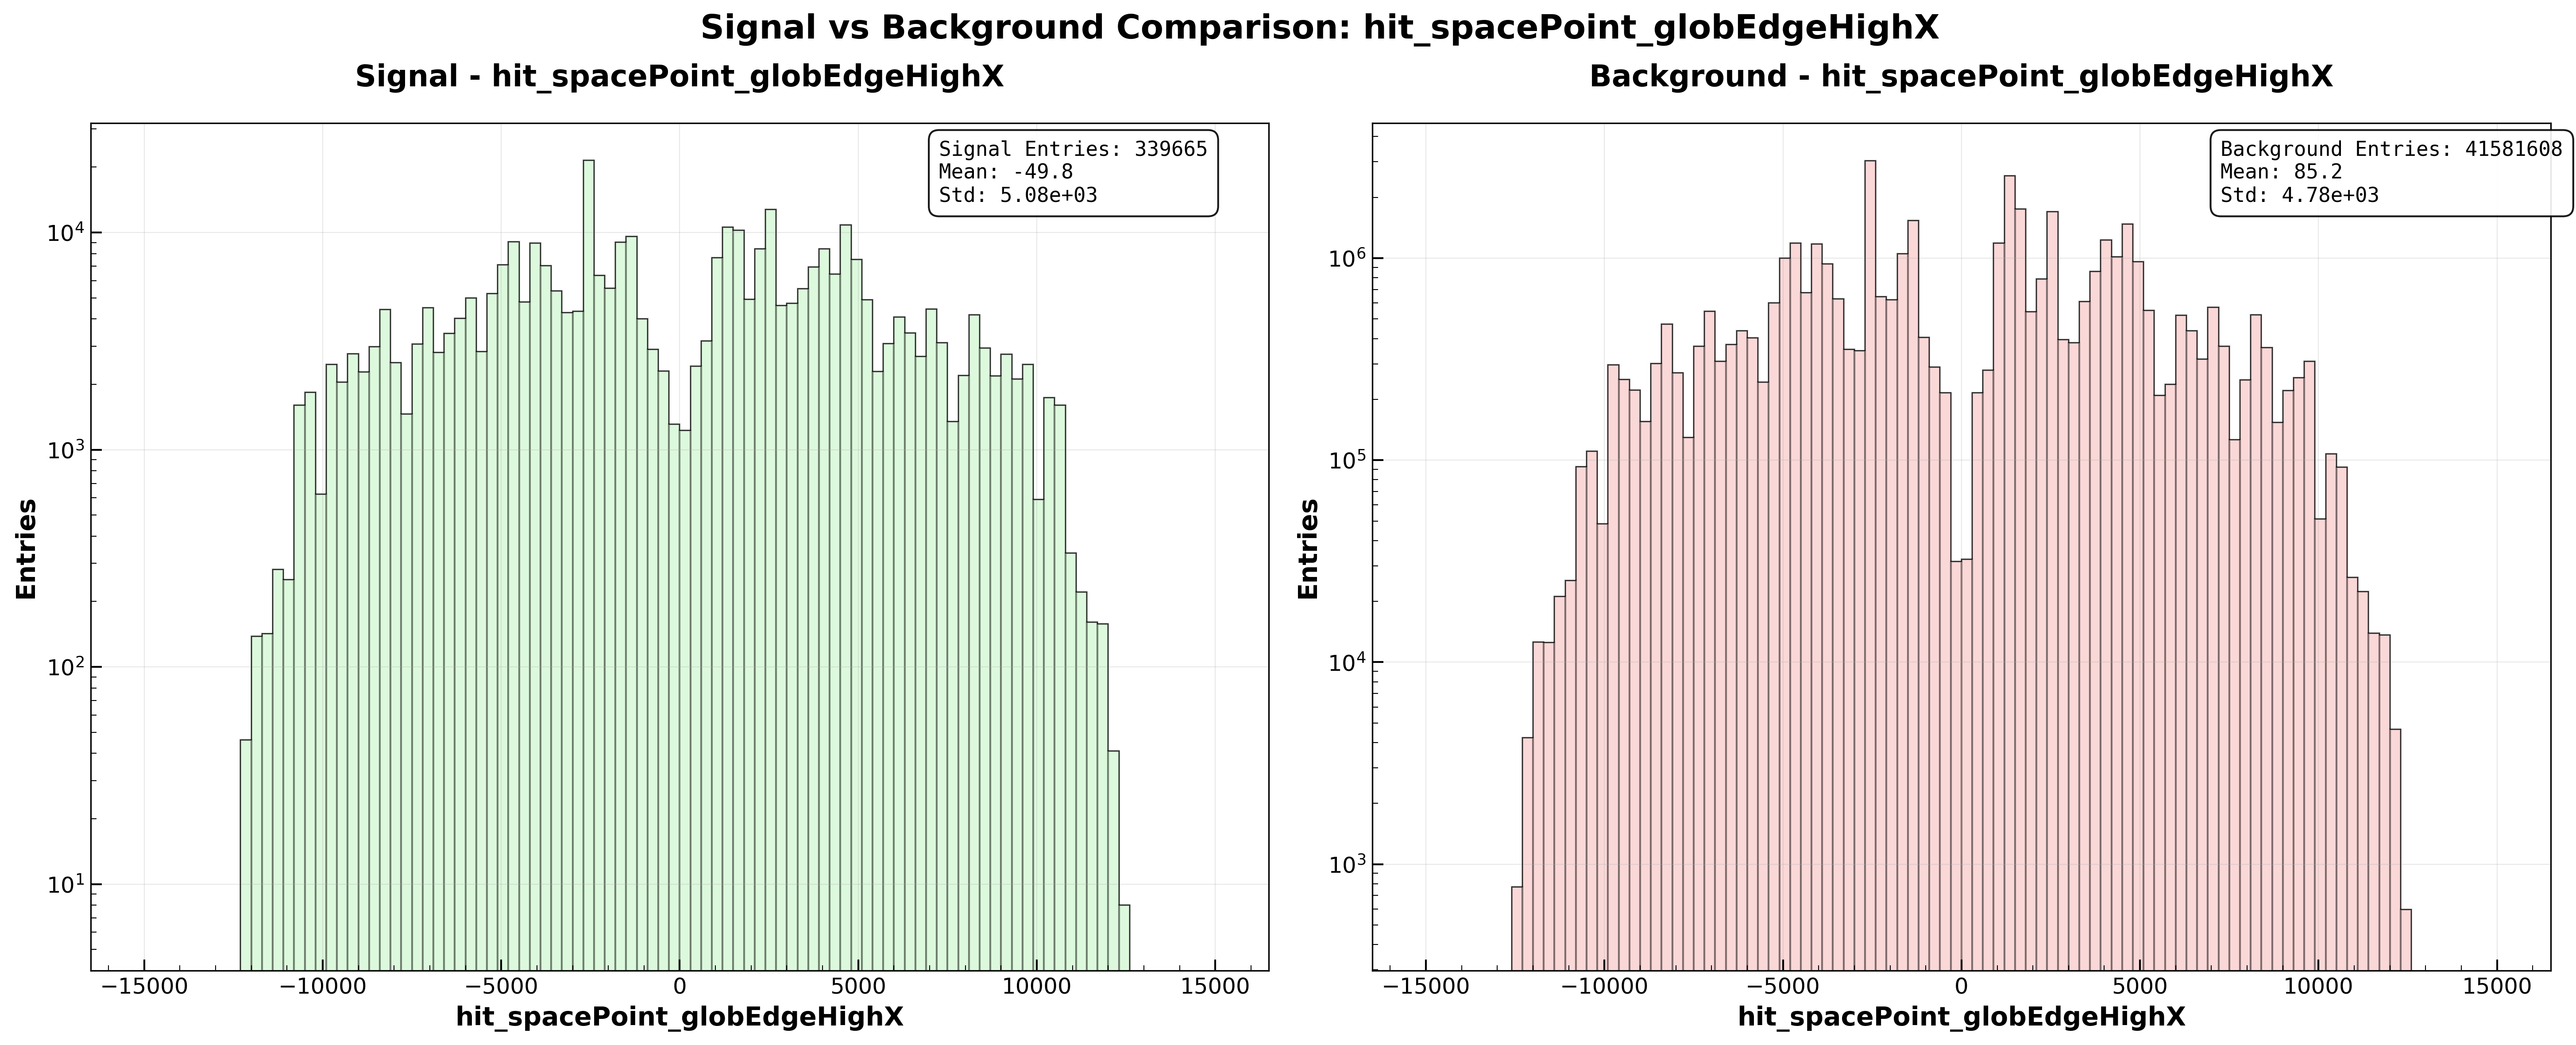 Signal vs Background Comparison: hit_spacePoint_globEdgeHighX
Signal - hit_spacePoint_globEdgeHighX
Signal Entries: 339665
Mean: -49.8
Std: 5.08e+03
Entries
10⁴
10³
10²
10¹
−15000 −10000 −5000 0 5000 10000 15000
hit_spacePoint_globEdgeHighX
Background - hit_spacePoint_globEdgeHighX
Background Entries: 41581608
Mean: 85.2
Std: 4.78e+03
Entries
10⁶
10⁵
10⁴
10³
−15000 −10000 −5000 0 5000 10000 15000
hit_spacePoint_globEdgeHighX